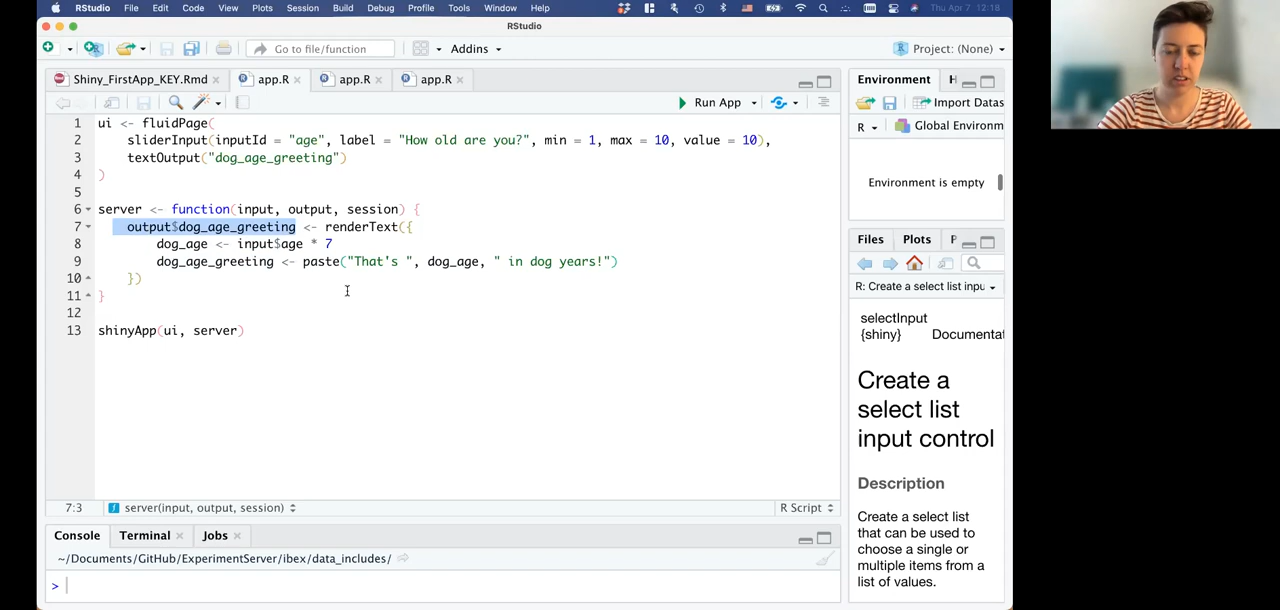 RStudio File Edit Code View Plots Session Build Debug Profile Tools Window Help Thu Apr 7 12:18
RStudio
Go to file/function Addins Project: (None)
Shiny_FirstApp_KEY.Rmd app.R app.R app.R
Run App
1 ui <- fluidPage(
2 sliderInput(inputId = "age", label = "How old are you?", min = 1, max = 10, value = 10),
3 textOutput("dog_age_greeting")
4 )
5
6 server <- function(input, output, session) {
7 output$dog_age_greeting <- renderText({
8 dog_age <- input$age * 7
9 dog_age_greeting <- paste("That's ", dog_age, " in dog years!")
10 })
11 }
12
13 shinyApp(ui, server)
7:3 server(input, output, session) R Script
Console Terminal Jobs
~/Documents/GitHub/ExperimentServer/ibex/data_includes/
>
Environment H
Import Datas
R Global Environm
Environment is empty
Files Plots P
R: Create a select list inpu
selectInput
{shiny} Documentat
Create a
select list
input control
Description
Create a select list
that can be used to
choose a single or
multiple items from a
list of values.